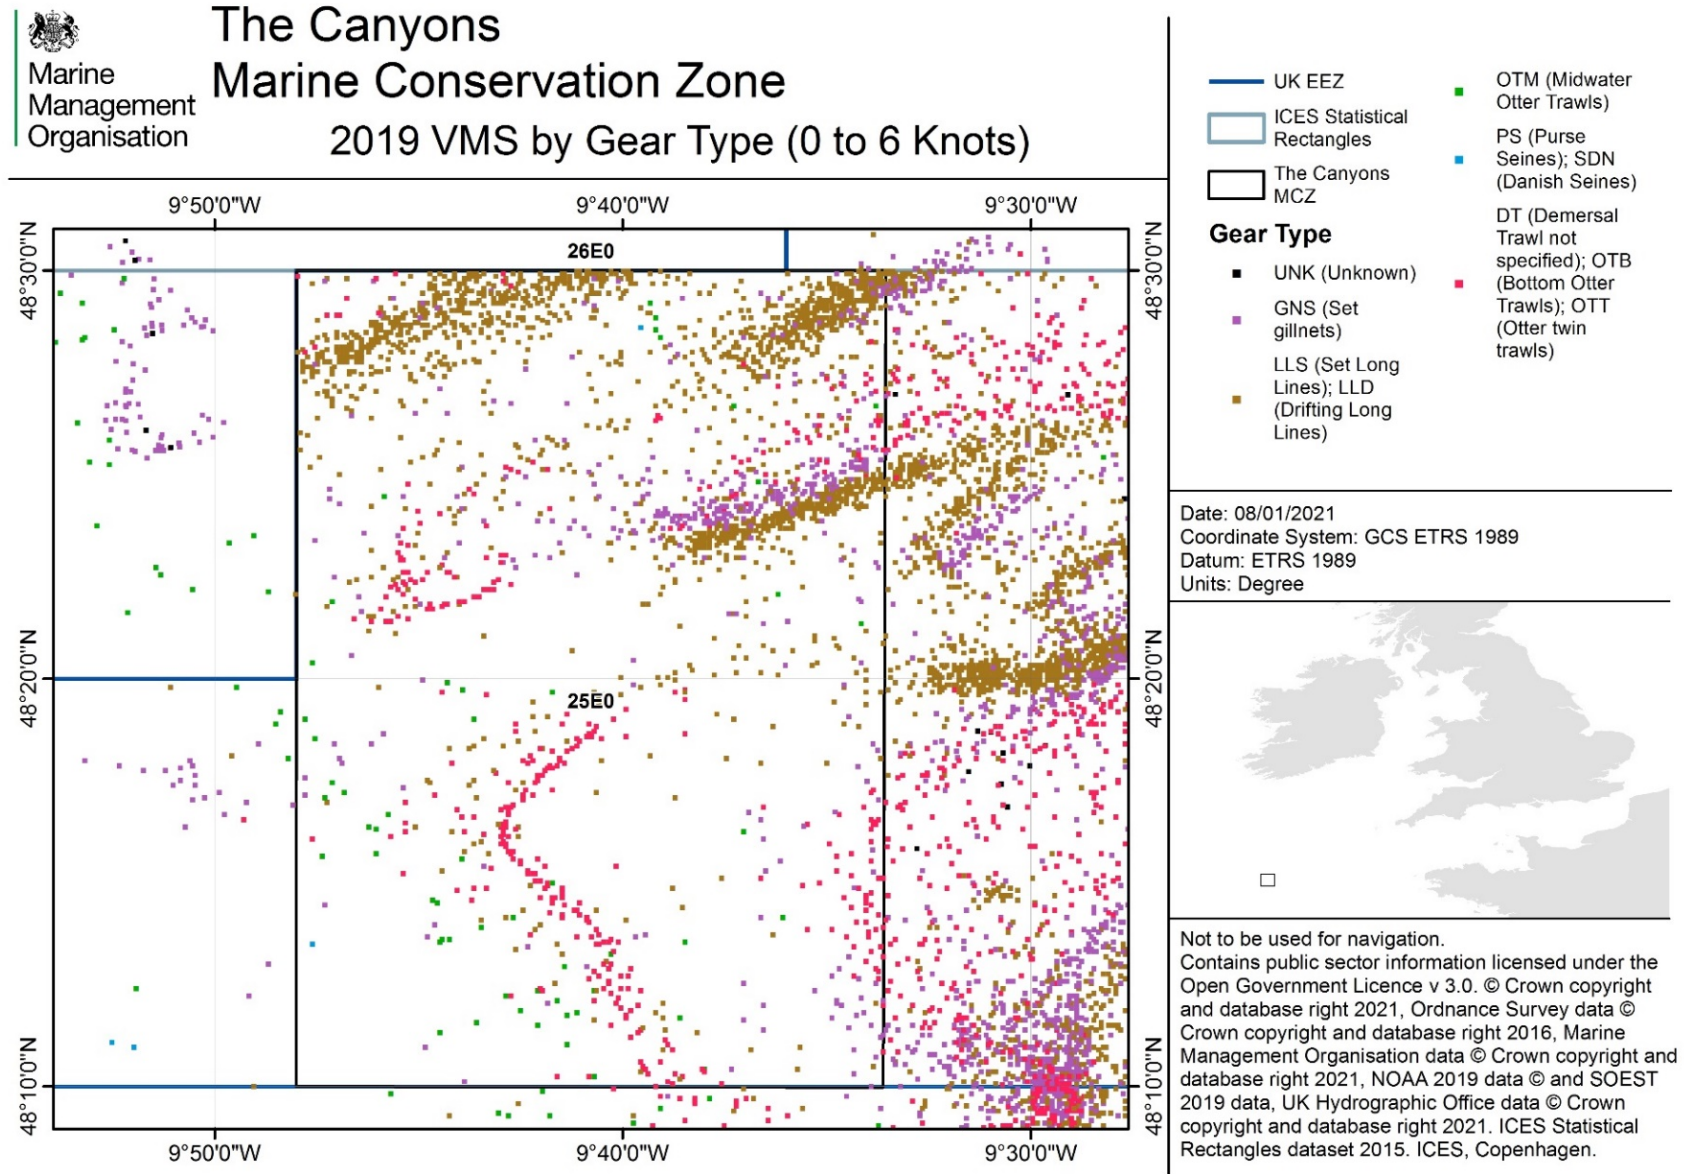 Marine
Management
Organisation
The Canyons
Marine Conservation Zone
2019 VMS by Gear Type (0 to 6 Knots)
9°50'0"W
9°40'0"W
9°30'0"W
48°30'0"N
48°30'0"N
26E0
48°20'0"N
48°20'0"N
25E0
48°10'0"N
48°10'0"N
9°50'0"W
9°40'0"W
9°30'0"W
UK EEZ
ICES Statistical
Rectangles
The Canyons
MCZ
Gear Type
UNK (Unknown)
GNS (Set
gillnets)
LLS (Set Long
Lines); LLD
(Drifting Long
Lines)
OTM (Midwater
Otter Trawls)
PS (Purse
Seines); SDN
(Danish Seines)
DT (Demersal
Trawl not
specified); OTB
(Bottom Otter
Trawls); OTT
(Otter twin
trawls)
Date: 08/01/2021
Coordinate System: GCS ETRS 1989
Datum: ETRS 1989
Units: Degree
Not to be used for navigation.
Contains public sector information licensed under the
Open Government Licence v 3.0. © Crown copyright
and database right 2021, Ordnance Survey data ©
Crown copyright and database right 2016, Marine
Management Organisation data © Crown copyright and
database right 2021, NOAA 2019 data © and SOEST
2019 data, UK Hydrographic Office data © Crown
copyright and database right 2021. ICES Statistical
Rectangles dataset 2015. ICES, Copenhagen.